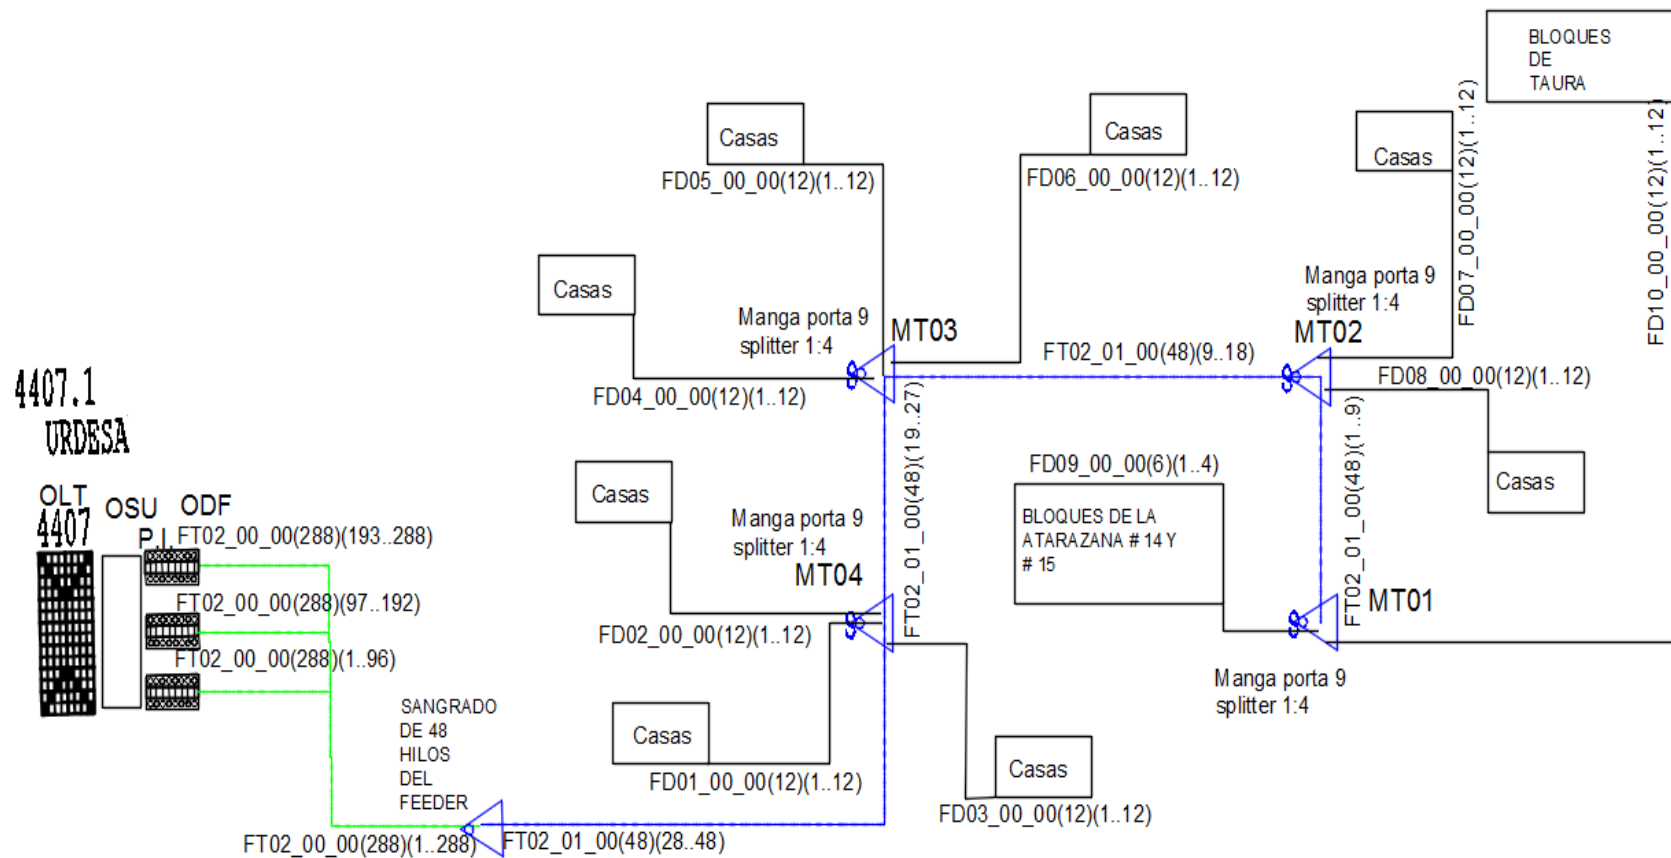 BLOQUES
DE
TAURA
Casas
FD05_00_00(12)(1..12)
Casas
FD06_00_00(12)(1..12)
Casas
FD07_00_00(12)(1..12)
FD10_00_00(12)(1..12)
Casas
Manga porta 9
splitter 1:4
MT03
FD04_00_00(12)(1..12)
FT02_01_00(48)(9..18)
Manga porta 9
splitter 1:4
MT02
FD08_00_00(12)(1..12)
Casas
FT02_01_00(48)(19..27)
FT02_01_00(48)(1..9)
4407.1
URDESA
OLT
4407
OSU
ODF
P.I.
FT02_00_00(288)(193..288)
FT02_00_00(288)(97..192)
FT02_00_00(288)(1..96)
Casas
Manga porta 9
splitter 1:4
MT04
FD02_00_00(12)(1..12)
FD09_00_00(6)(1..4)
BLOQUES DE LA
ATARAZANA # 14 Y
# 15
MT01
Manga porta 9
splitter 1:4
Casas
FD01_00_00(12)(1..12)
Casas
FD03_00_00(12)(1..12)
SANGRADO
DE 48
HILOS
DEL
FEEDER
FT02_00_00(288)(1..288)
FT02_01_00(48)(28..48)